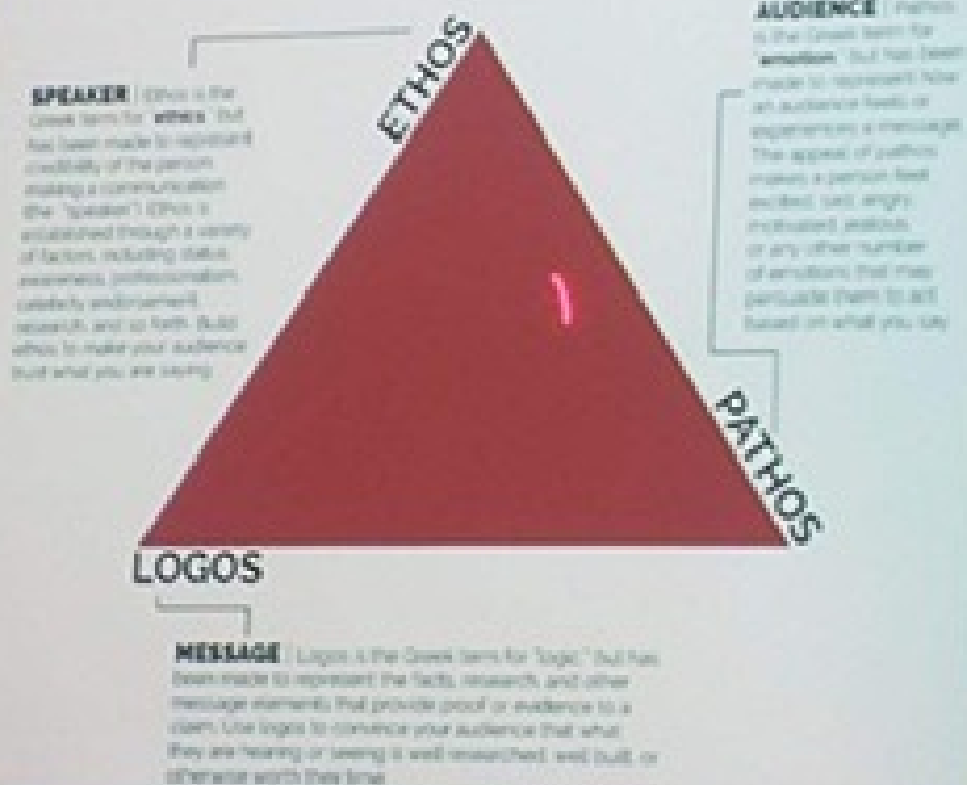 ETHOS
SPEAKER | Ethos is the
Greek term for "ethics." But
has been made to represent
credibility of the person
making a communication
(the "speaker"). Ethos is
established through a variety
of factors, including status,
awareness, professionalism,
celebrity endorsement,
research, and so forth. Build
ethos to make your audience
trust what you are saying.
AUDIENCE | Pathos
is the Greek term for
"emotion." But has been
made to represent how
an audience feels or
experiences a message.
The appeal of pathos
makes a person feel
excited, sad, angry,
motivated, jealous,
or any other number
of emotions that may
persuade them to act
based on what you say.
PATHOS
LOGOS
MESSAGE | Logos is the Greek term for "logic." But has
been made to represent the facts, research, and other
message elements that provide proof or evidence to a
claim. Use logos to convince your audience that what
they are hearing or seeing is well researched, well built, or
otherwise worth their time.